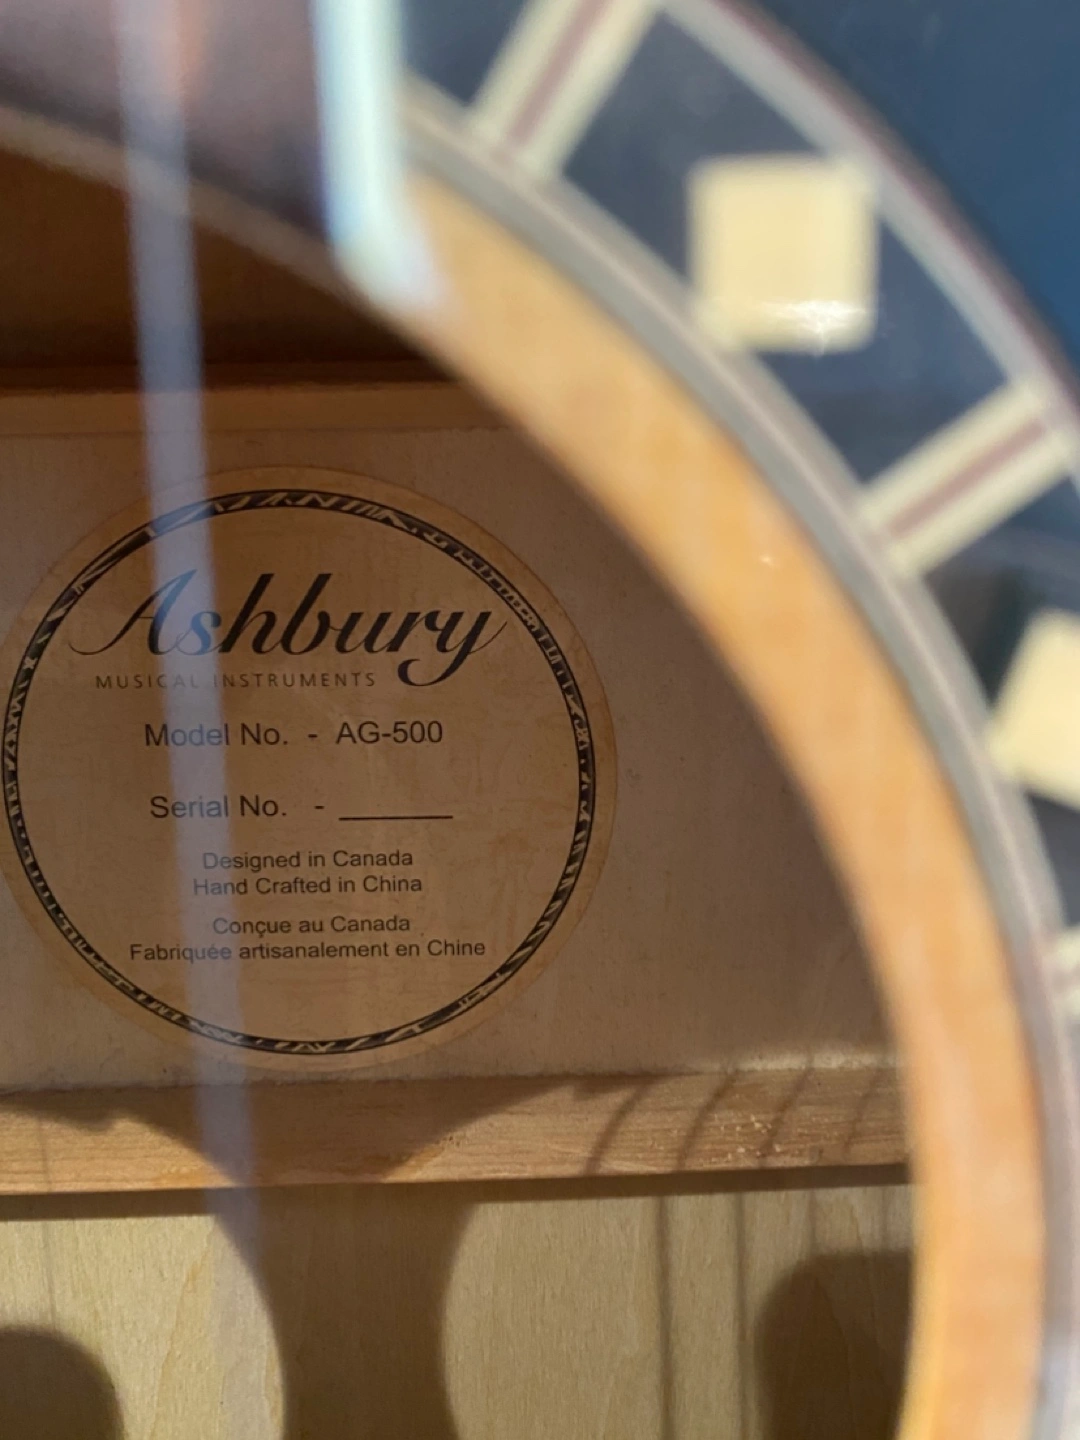 Ashbury
MUSICAL INSTRUMENTS
Model No. - AG-500
Serial No. - ________
Designed in Canada
Hand Crafted in China
Conçue au Canada
Fabriquée artisanalement en Chine